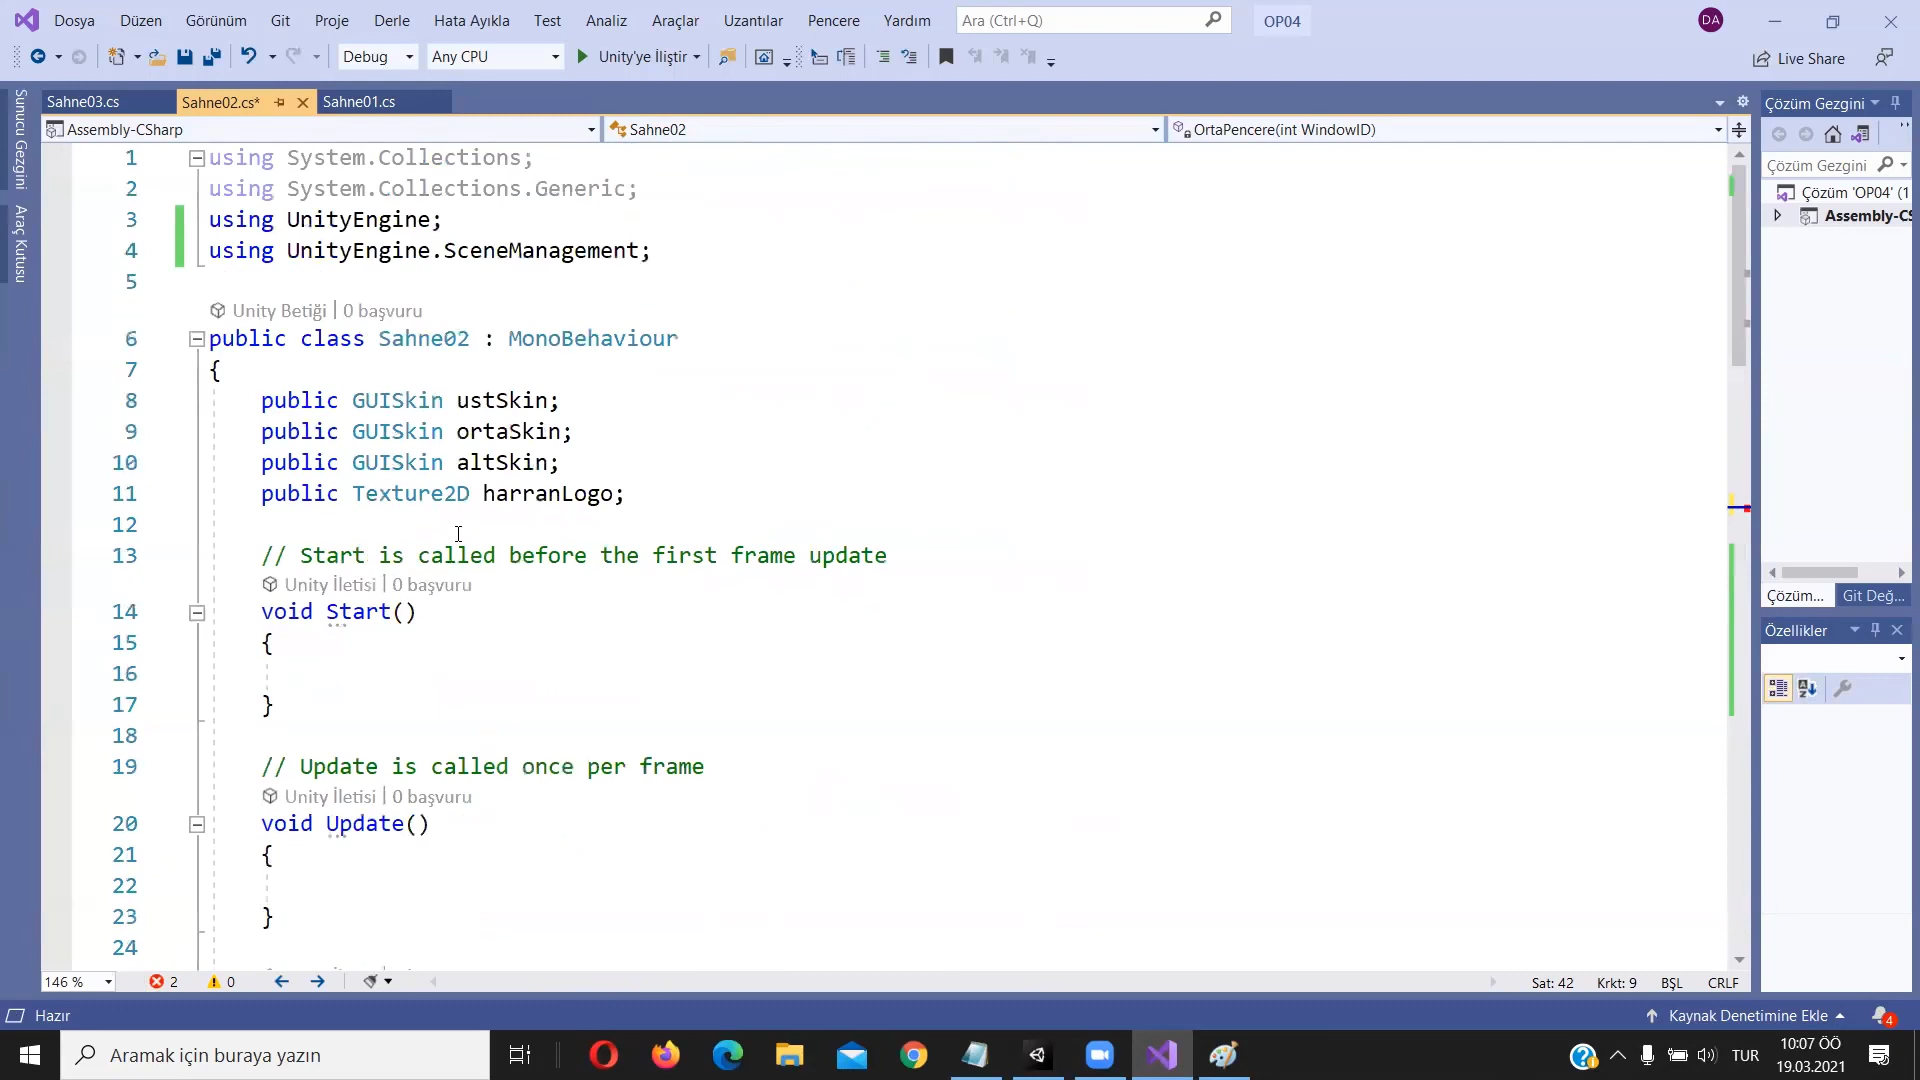 Dosya Düzen Görünüm Git Proje Derle Hata Ayıkla Test Analiz Araçlar Uzantılar Pencere Yardım Ara (Ctrl+Q) OP04 DA
Debug Any CPU Unity'ye İliştir Live Share
Sunucu Gezgini
Araç Kutusu
Sahne03.cs Sahne02.cs* Sahne01.cs
Assembly-CSharp Sahne02 OrtaPencere(int WindowID)
1 using System.Collections;
2 using System.Collections.Generic;
3 using UnityEngine;
4 using UnityEngine.SceneManagement;
5
Unity Betiği | 0 başvuru
6 public class Sahne02 : MonoBehaviour
7 {
8 public GUISkin ustSkin;
9 public GUISkin ortaSkin;
10 public GUISkin altSkin;
11 public Texture2D harranLogo;
12
13 // Start is called before the first frame update
Unity İletisi | 0 başvuru
14 void Start()
15 {
16
17 }
18
19 // Update is called once per frame
Unity İletisi | 0 başvuru
20 void Update()
21 {
22
23 }
24
146 % 2 0 Sat: 42 Krkt: 9 BŞL CRLF
Çözüm Gezgini
Çözüm Gezgini
Çözüm 'OP04' (1
Assembly-CS
Çözüm... Git Değ...
Özellikler
Hazır Kaynak Denetimine Ekle 4
Aramak için buraya yazın TUR 10:07 ÖÖ
19.03.2021